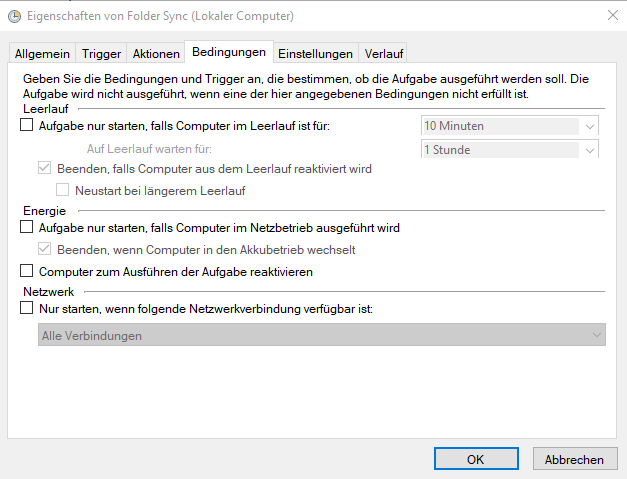 Eigenschaften von Folder Sync (Lokaler Computer)
Allgemein Trigger Aktionen Bedingungen Einstellungen Verlauf
Geben Sie die Bedingungen und Trigger an, die bestimmen, ob die Aufgabe ausgeführt werden soll. Die
Aufgabe wird nicht ausgeführt, wenn eine der hier angegebenen Bedingungen nicht erfüllt ist.
Leerlauf
Aufgabe nur starten, falls Computer im Leerlauf ist für: 10 Minuten
Auf Leerlauf warten für: 1 Stunde
Beenden, falls Computer aus dem Leerlauf reaktiviert wird
Neustart bei längerem Leerlauf
Energie
Aufgabe nur starten, falls Computer im Netzbetrieb ausgeführt wird
Beenden, wenn Computer in den Akkubetrieb wechselt
Computer zum Ausführen der Aufgabe reaktivieren
Netzwerk
Nur starten, wenn folgende Netzwerkverbindung verfügbar ist:
Alle Verbindungen
OK Abbrechen